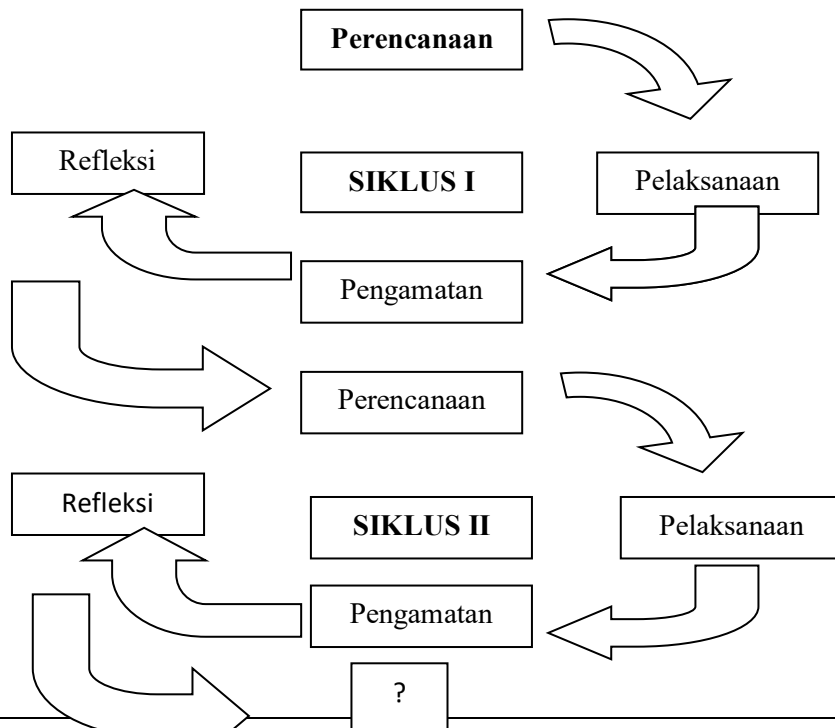 Perencanaan
Refleksi
SIKLUS I
Pelaksanaan
Pengamatan
Perencanaan
Refleksi
SIKLUS II
Pelaksanaan
Pengamatan
?